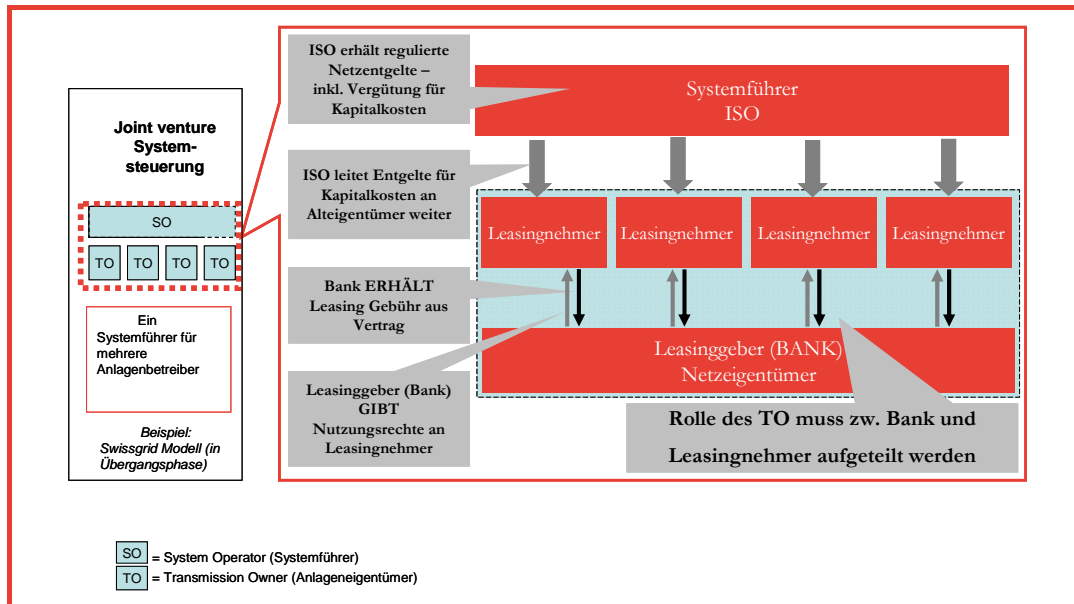 Joint venture
System-
steuerung
SO
TO TO TO TO
Ein
Systemführer für
mehrere
Anlagenbetreiber
Beispiel:
Swissgrid Modell (in
Übergangsphase)
ISO erhält regulierte
Netzentgelte –
inkl. Vergütung für
Kapitalkosten
Systemführer
ISO
ISO leitet Entgelte für
Kapitalkosten an
Alteigentümer weiter
Leasingnehmer Leasingnehmer Leasingnehmer Leasingnehmer
Bank ERHÄLT
Leasing Gebühr aus
Vertrag
Leasinggeber (BANK)
Netzeigentümer
Leasinggeber (Bank)
GIBT
Nutzungsrechte an
Leasingnehmer
Rolle des TO muss zw. Bank und
Leasingnehmer aufgeteilt werden
SO = System Operator (Systemführer)
TO = Transmission Owner (Anlageneigentümer)